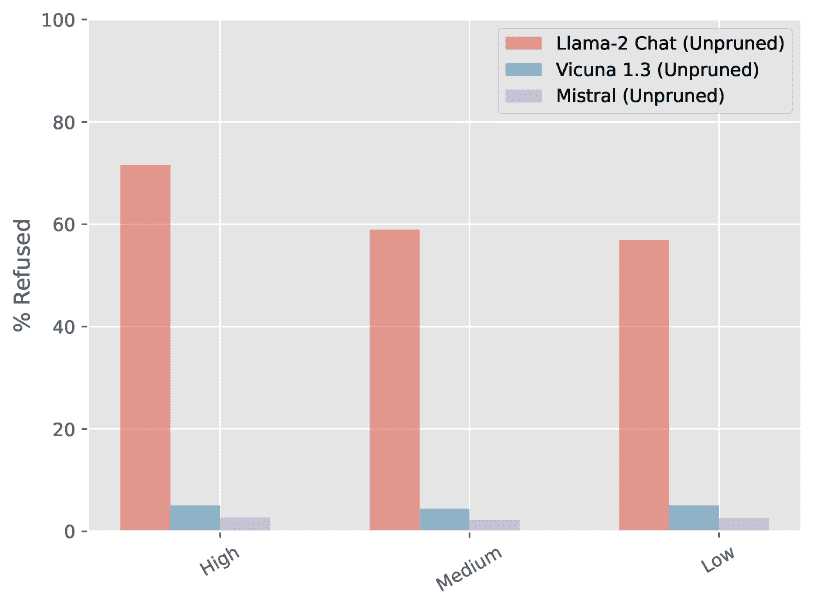 100
80
60
40
20
0
% Refused
Llama-2 Chat (Unpruned)
Vicuna 1.3 (Unpruned)
Mistral (Unpruned)
High
Medium
Low